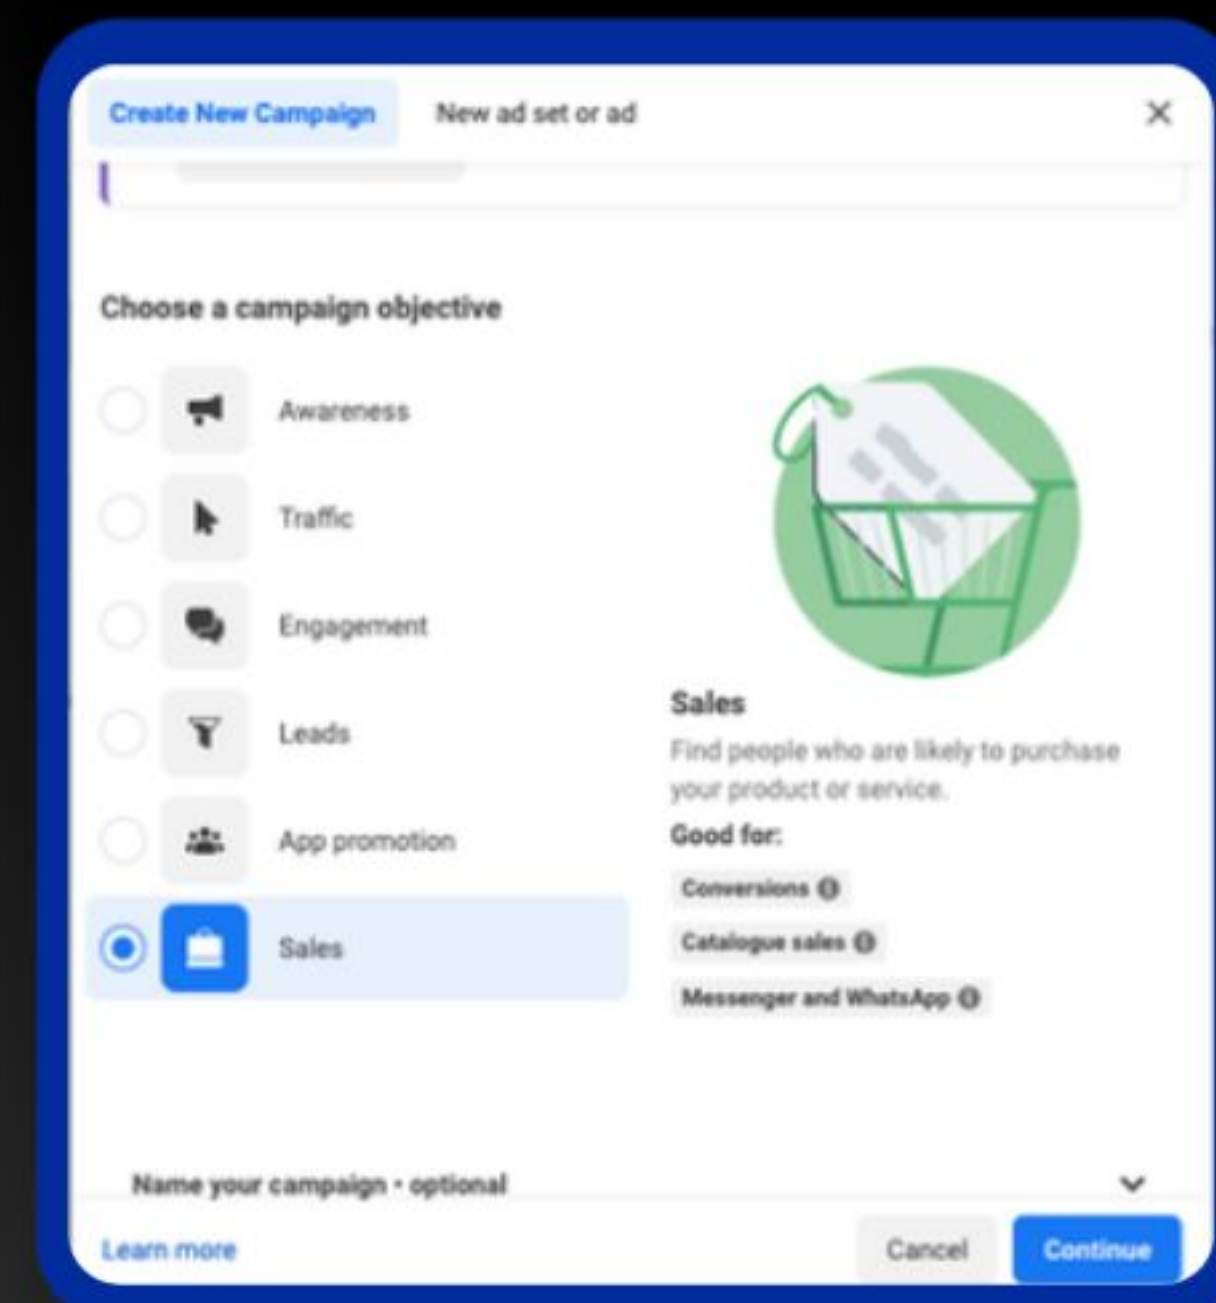 Create New Campaign
New ad set or ad
Choose a campaign objective
Awareness
Traffic
Engagement
Leads
App promotion
Sales
Sales
Find people who are likely to purchase
your product or service.
Good for:
Conversions
Catalogue sales
Messenger and WhatsApp
Name your campaign • optional
Learn more
Cancel
Continue